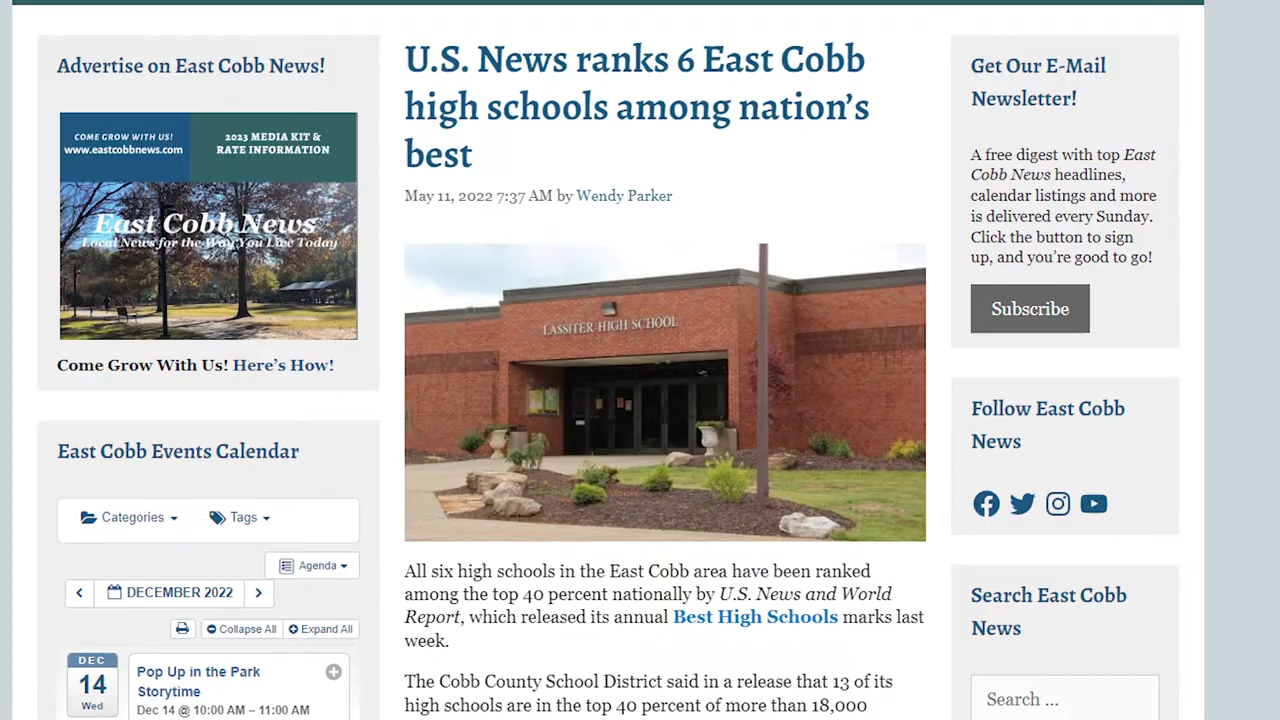 Advertise on East Cobb News!
COME GROW WITH US!
www.eastcobbnews.com
2023 MEDIA KIT &
RATE INFORMATION
East Cobb News
Local News for the Way You Live Today
Come Grow With Us! Here's How!
East Cobb Events Calendar
Categories
Tags
Agenda
DECEMBER 2022
Collapse All
Expand All
DEC
14
Wed
Pop Up in the Park
Storytime
Dec 14 @ 10:00 AM – 11:00 AM
U.S. News ranks 6 East Cobb
high schools among nation’s
best
May 11, 2022 7:37 AM by Wendy Parker
LASSITER HIGH SCHOOL
All six high schools in the East Cobb area have been ranked
among the top 40 percent nationally by U.S. News and World
Report, which released its annual Best High Schools marks last
week.
The Cobb County School District said in a release that 13 of its
high schools are in the top 40 percent of more than 18,000
Get Our E-Mail
Newsletter!
A free digest with top East
Cobb News headlines,
calendar listings and more
is delivered every Sunday.
Click the button to sign
up, and you’re good to go!
Subscribe
Follow East Cobb
News
Search East Cobb
News
Search …